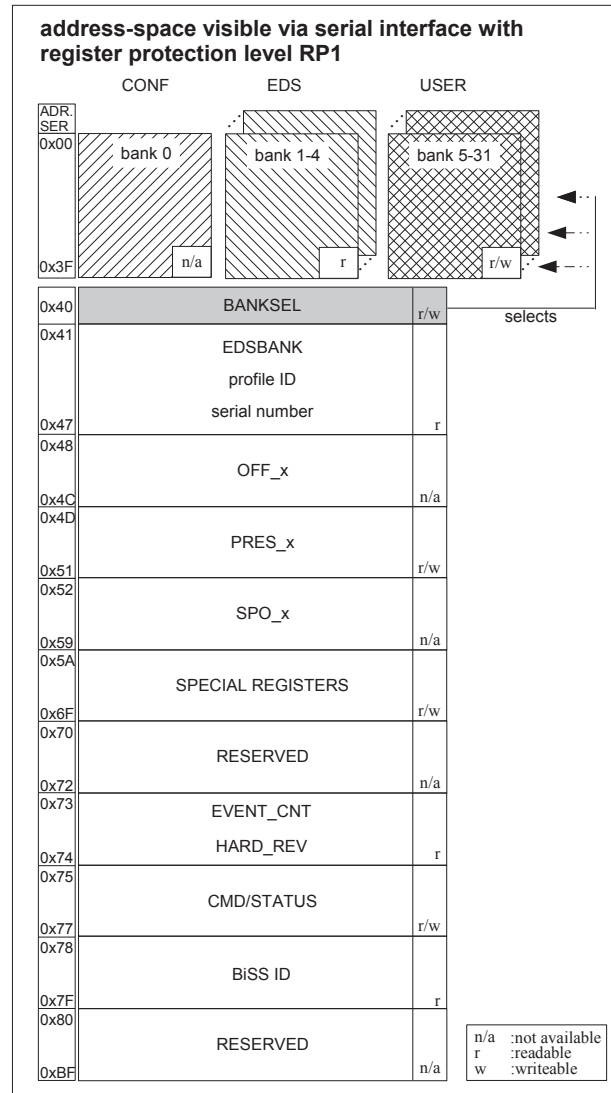 address-space visible via serial interface with
register protection level RP1
CONF EDS USER
ADR.
SER
0x00
bank 0 bank 1-4 bank 5-31
n/a r r/w
0x3F
0x40 BANKSEL r/w
selects
0x41
EDSBANK
profile ID
serial number
0x47 r
0x48
OFF_x
0x4C n/a
0x4D
PRES_x
0x51 r/w
0x52
SPO_x
0x59 n/a
0x5A
SPECIAL REGISTERS
0x6F r/w
0x70
RESERVED
0x72 n/a
0x73
EVENT_CNT
HARD_REV
0x74 r
0x75
CMD/STATUS
0x77 r/w
0x78
BiSS ID
0x7F r
0x80
RESERVED
0xBF n/a
n/a :not available
r :readable
w :writeable